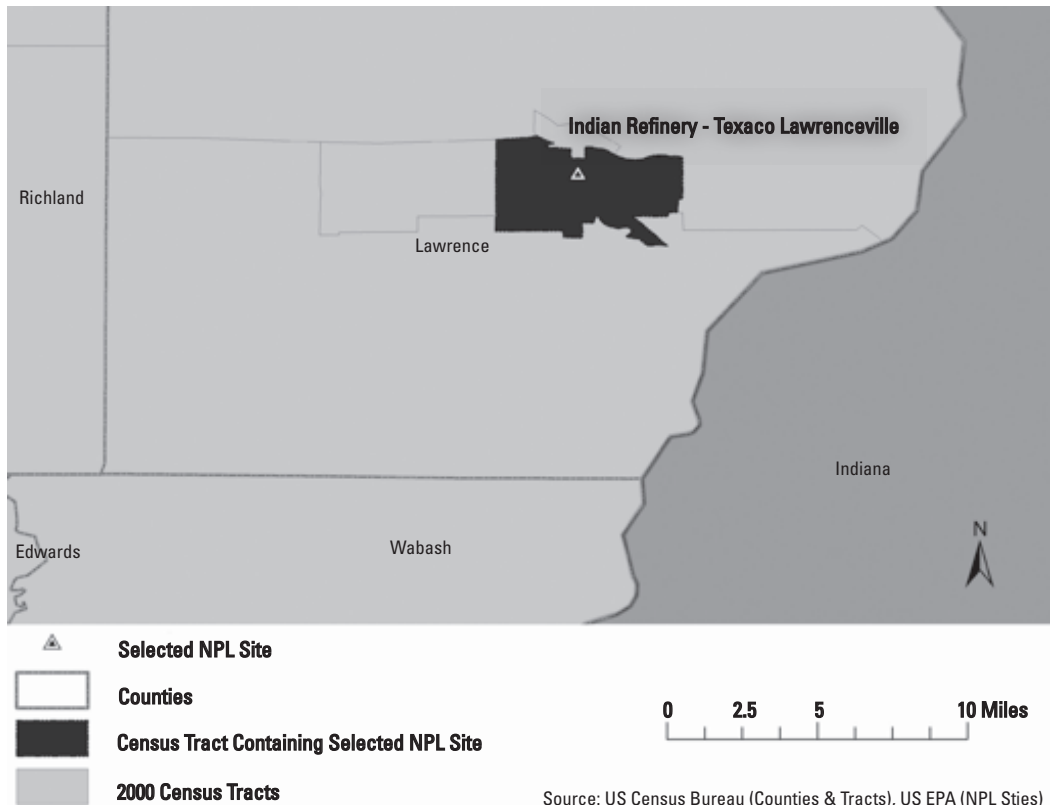 Indian Refinery - Texaco Lawrenceville
Richland
Lawrence
Indiana
N
Edwards
Wabash
Selected NPL Site
Counties
0 2.5 5 10 Miles
Census Tract Containing Selected NPL Site
2000 Census Tracts
Source: US Census Bureau (Counties & Tracts), US EPA (NPL Sties)